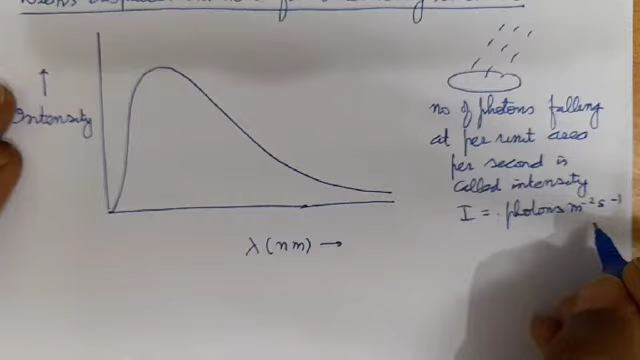 Intensity
λ (nm) →
no of photons falling
at per unit area
per second is
called intensity
I = photons m⁻² s⁻¹